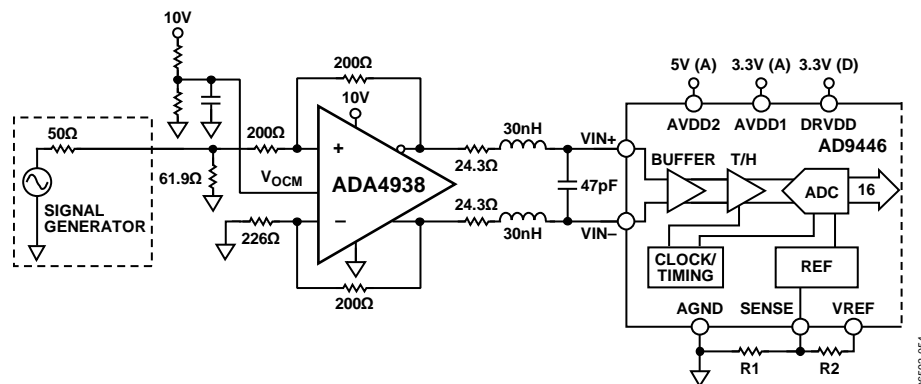 10V
200Ω
10V
5V (A)
3.3V (A)
3.3V (D)
AVDD2
AVDD1
DRVDD
AD9446
50Ω
200Ω
30nH
VIN+
BUFFER
T/H
+
24.3Ω
61.9Ω
VOCM
ADA4938
47pF
ADC
16
SIGNAL
GENERATOR
–
24.3Ω
226Ω
30nH
VIN–
CLOCK/
TIMING
REF
200Ω
AGND
SENSE
VREF
R1
R2